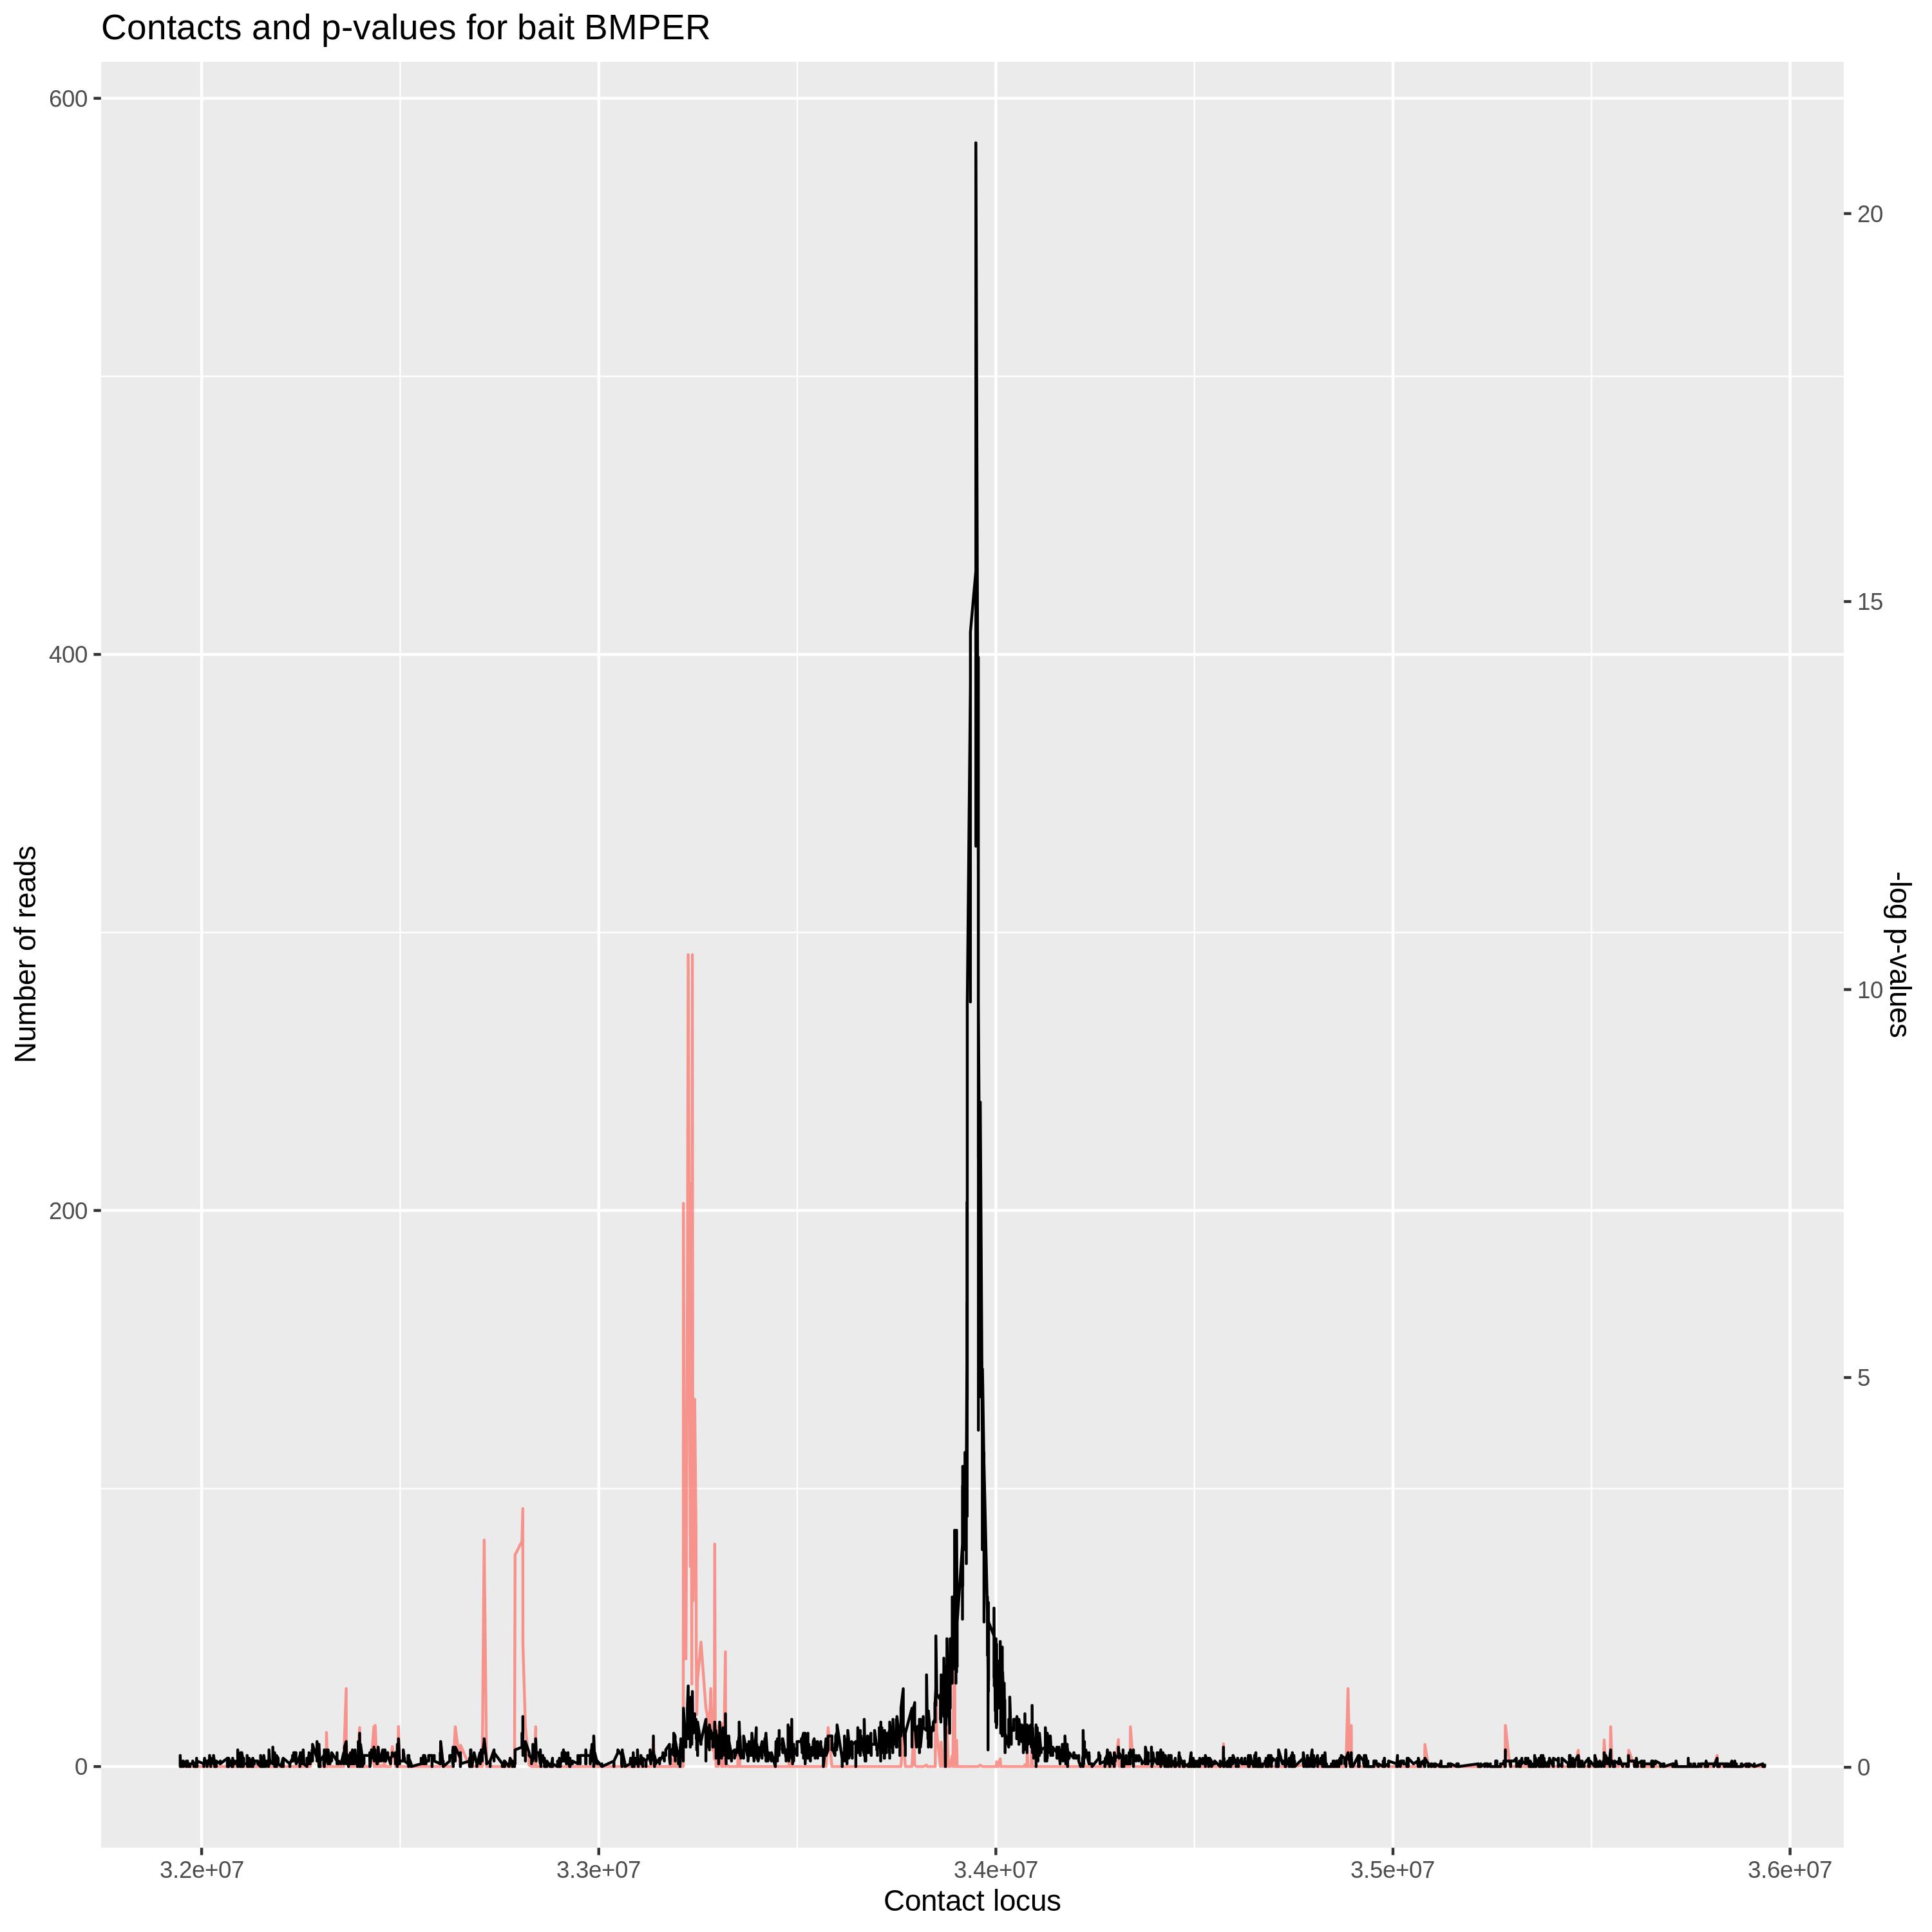 Contacts and p-values for bait BMPER
600
400
200
0
Number of reads
20
15
10
5
0
-log p-values
3.2e+07 3.3e+07 3.4e+07 3.5e+07 3.6e+07
Contact locus